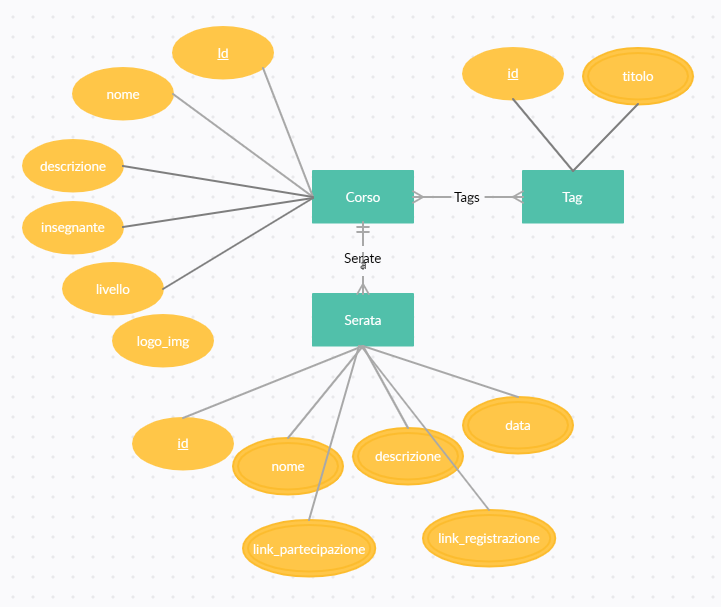 Id
nome
descrizione
insegnante
livello
logo_img
Corso
Tags
Tag
id
titolo
Serate
Serata
id
nome
descrizione
data
link_partecipazione
link_registrazione